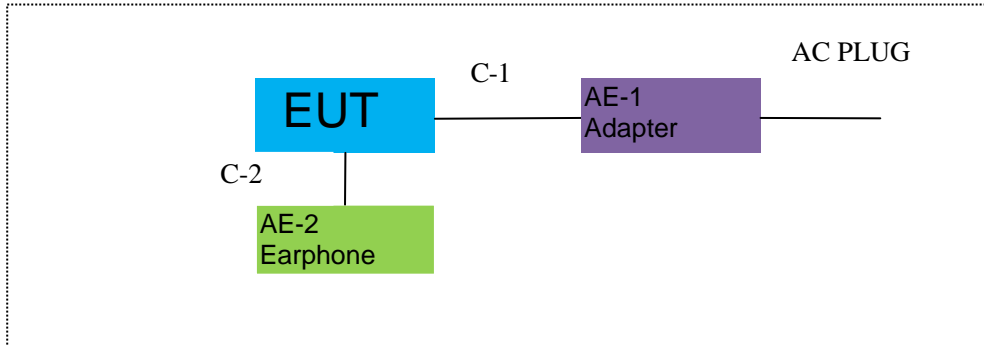 AC PLUG
C-1
EUT
AE-1
Adapter
C-2
AE-2
Earphone